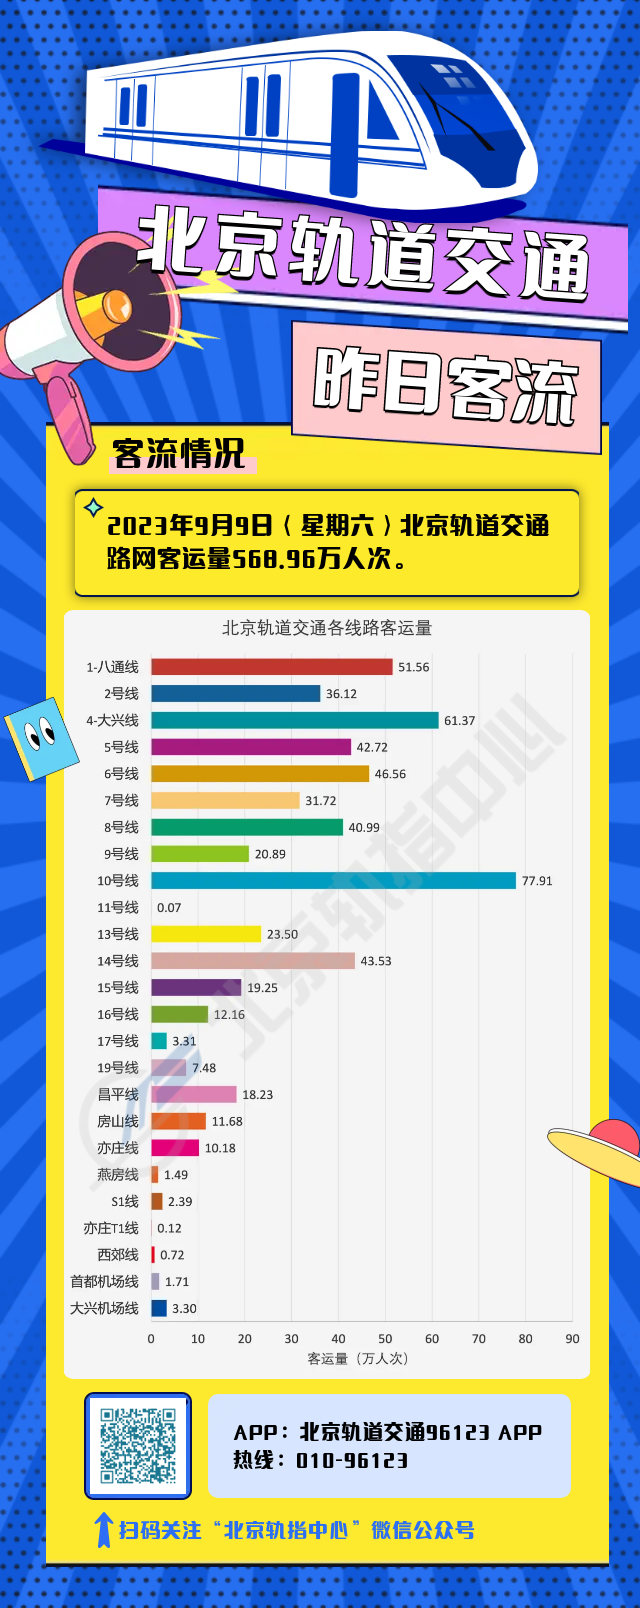 北京轨道交通
昨日客流
客流情况
2023年9月9日（星期六）北京轨道交通
路网客运量568.96万人次。
北京轨道交通各线路客运量
1-八通线 51.56
2号线 36.12
4-大兴线 61.37
5号线 42.72
6号线 46.56
7号线 31.72
8号线 40.99
9号线 20.89
10号线 77.91
11号线 0.07
13号线 23.50
14号线 43.53
15号线 19.25
16号线 12.16
17号线 3.31
19号线 7.48
昌平线 18.23
房山线 11.68
亦庄线 10.18
燕房线 1.49
S1线 2.39
亦庄T1线 0.12
西郊线 0.72
首都机场线 1.71
大兴机场线 3.30
0 10 20 30 40 50 60 70 80 90
客运量（万人次）
北京轨指中心
APP：北京轨道交通96123 APP
热线：010-96123
扫码关注“北京轨指中心”微信公众号